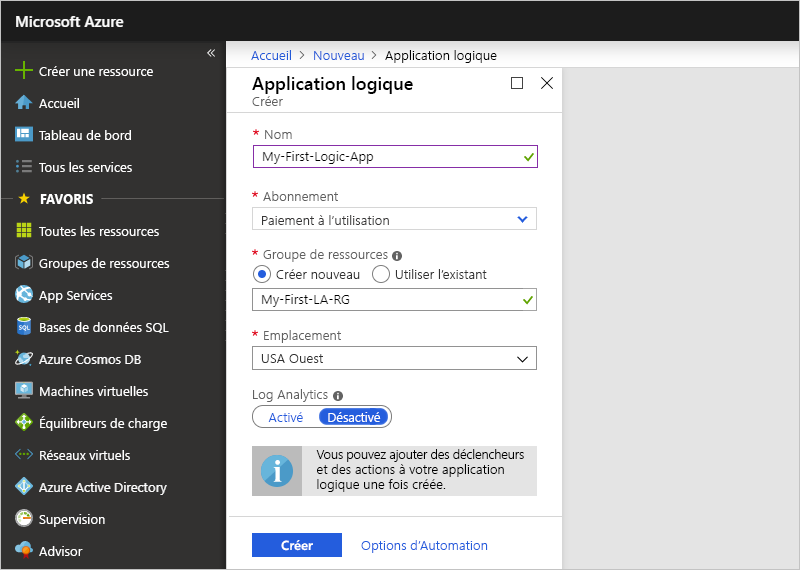 Microsoft Azure
«
Créer une ressource
Accueil
Tableau de bord
Tous les services
FAVORIS
Toutes les ressources
Groupes de ressources
App Services
Bases de données SQL
Azure Cosmos DB
Machines virtuelles
Équilibreurs de charge
Réseaux virtuels
Azure Active Directory
Supervision
Advisor
Accueil > Nouveau > Application logique
Application logique
Créer
* Nom
My-First-Logic-App
* Abonnement
Paiement à l’utilisation
* Groupe de ressources
Créer nouveau Utiliser l’existant
My-First-LA-RG
* Emplacement
USA Ouest
Log Analytics
Activé Désactivé
Vous pouvez ajouter des déclencheurs
et des actions à votre application
logique une fois créée.
Créer Options d’Automation